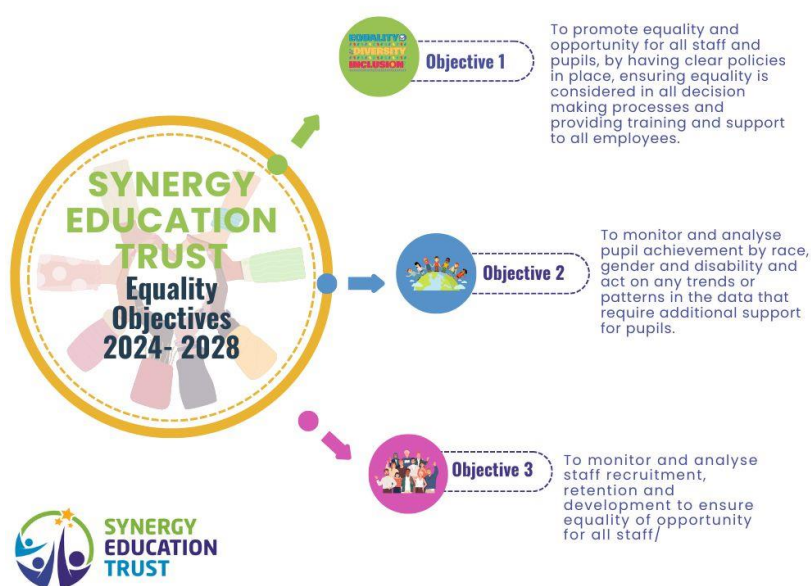 SYNERGY
EDUCATION
TRUST
Equality
Objectives
2024- 2028
EQUALITY
DIVERSITY
INCLUSION
Objective 1
To promote equality and
opportunity for all staff and
pupils, by having clear policies
in place, ensuring equality is
considered in all decision
making processes and
providing training and support
to all employees.
Objective 2
To monitor and analyse
pupil achievement by race,
gender and disability and
act on any trends or
patterns in the data that
require additional support
for pupils.
Objective 3
To monitor and analyse
staff recruitment,
retention and
development to ensure
equality of opportunity
for all staff/
SYNERGY
EDUCATION
TRUST